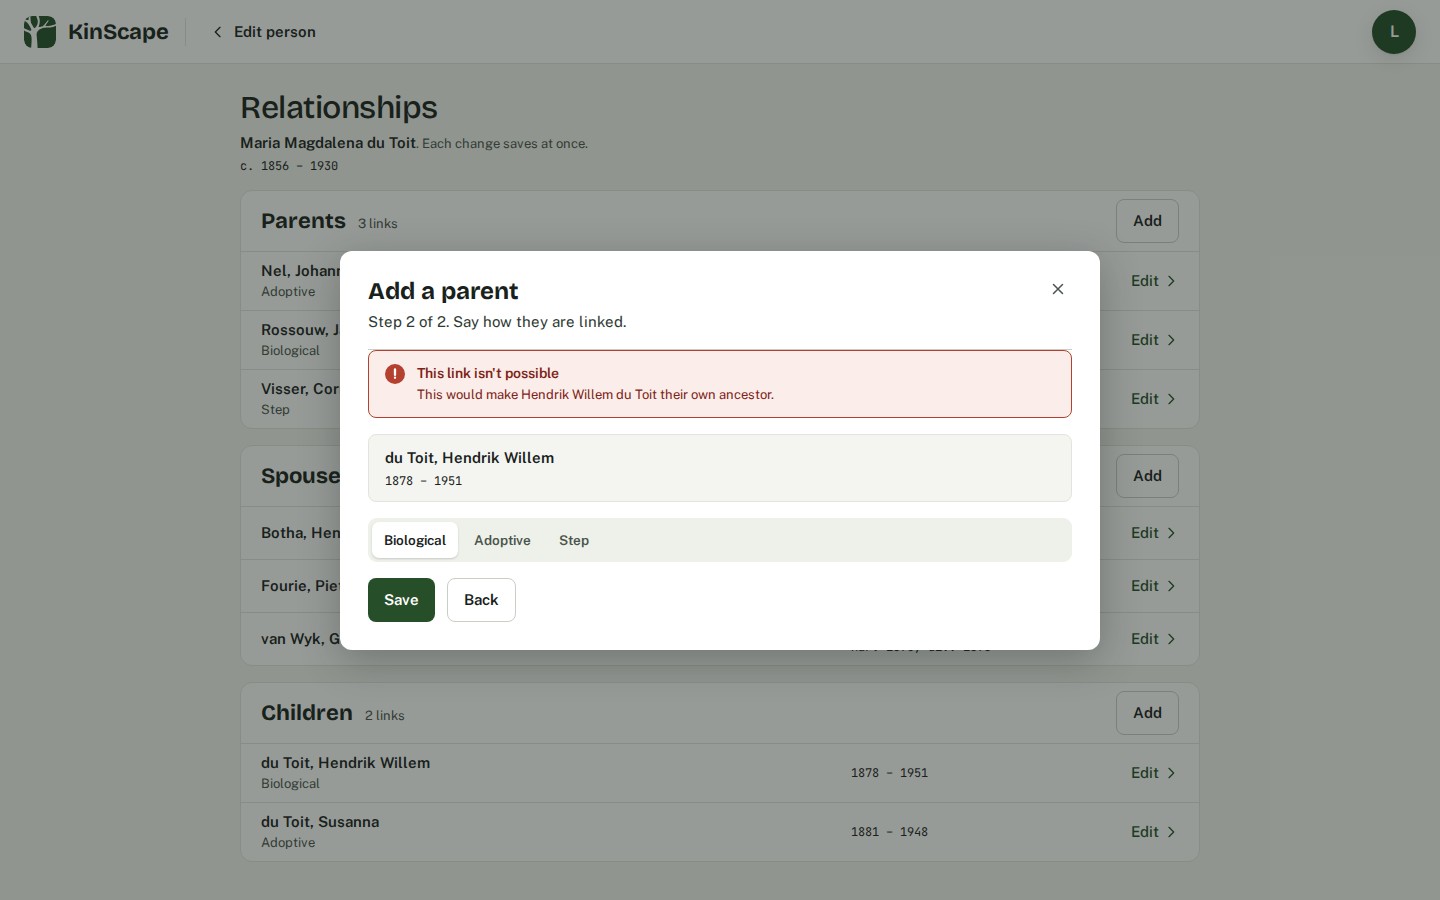 KinScape
Edit person
L
Relationships
Maria Magdalena du Toit. Each change saves at once.
c. 1856 – 1930
Parents 3 links
Add
Nel, Johann
Adoptive
Edit
Rossouw, J
Biological
Edit
Visser, Cor
Step
Edit
Add a parent
Step 2 of 2. Say how they are linked.
This link isn't possible
This would make Hendrik Willem du Toit their own ancestor.
du Toit, Hendrik Willem
1878 – 1951
Biological Adoptive Step
Save Back
Spouse
Add
Botha, Hen
Edit
Fourie, Piet
Edit
van Wyk, G
Edit
Children 2 links
Add
du Toit, Hendrik Willem
Biological
1878 – 1951
Edit
du Toit, Susanna
Adoptive
1881 – 1948
Edit